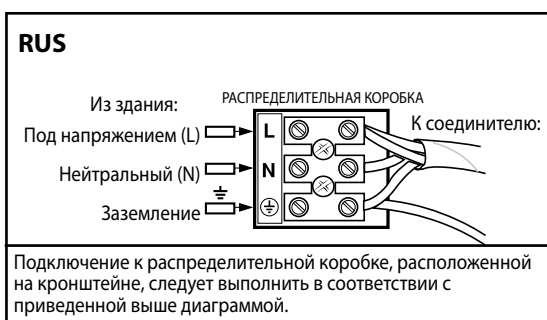 RUS
Из здания:
РАСПРЕДЕЛИТЕЛЬНАЯ КОРОБКА
К соединителю:
Под напряжением (L)
L
Нейтральный (N)
N
Заземление
Подключение к распределительной коробке, расположенной
на кронштейне, следует выполнить в соответствии с
приведенной выше диаграммой.